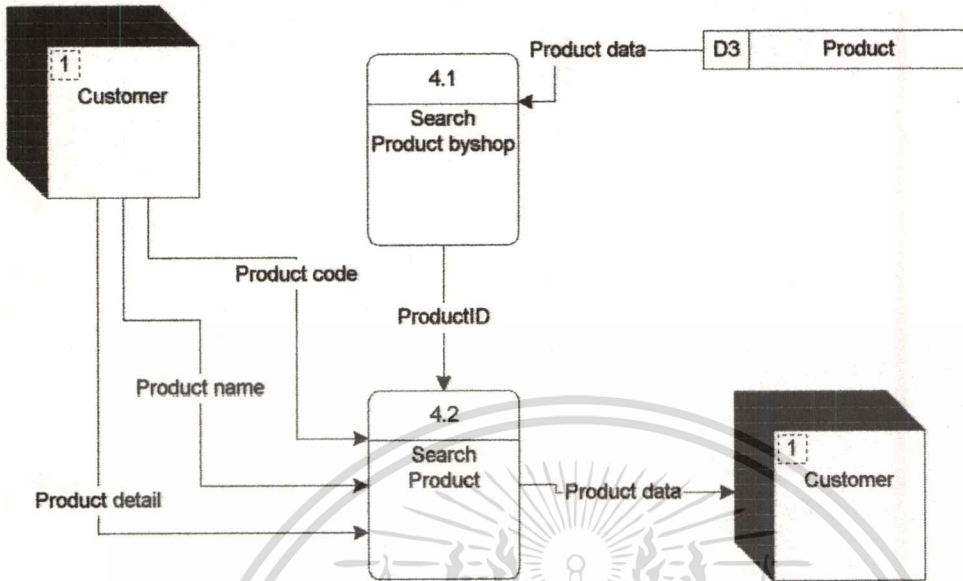 1
Customer
4.1
Search
Product byshop
Product data
D3
Product
Product code
ProductID
Product name
4.2
Search
Product
Product detail
Product data
1
Customer